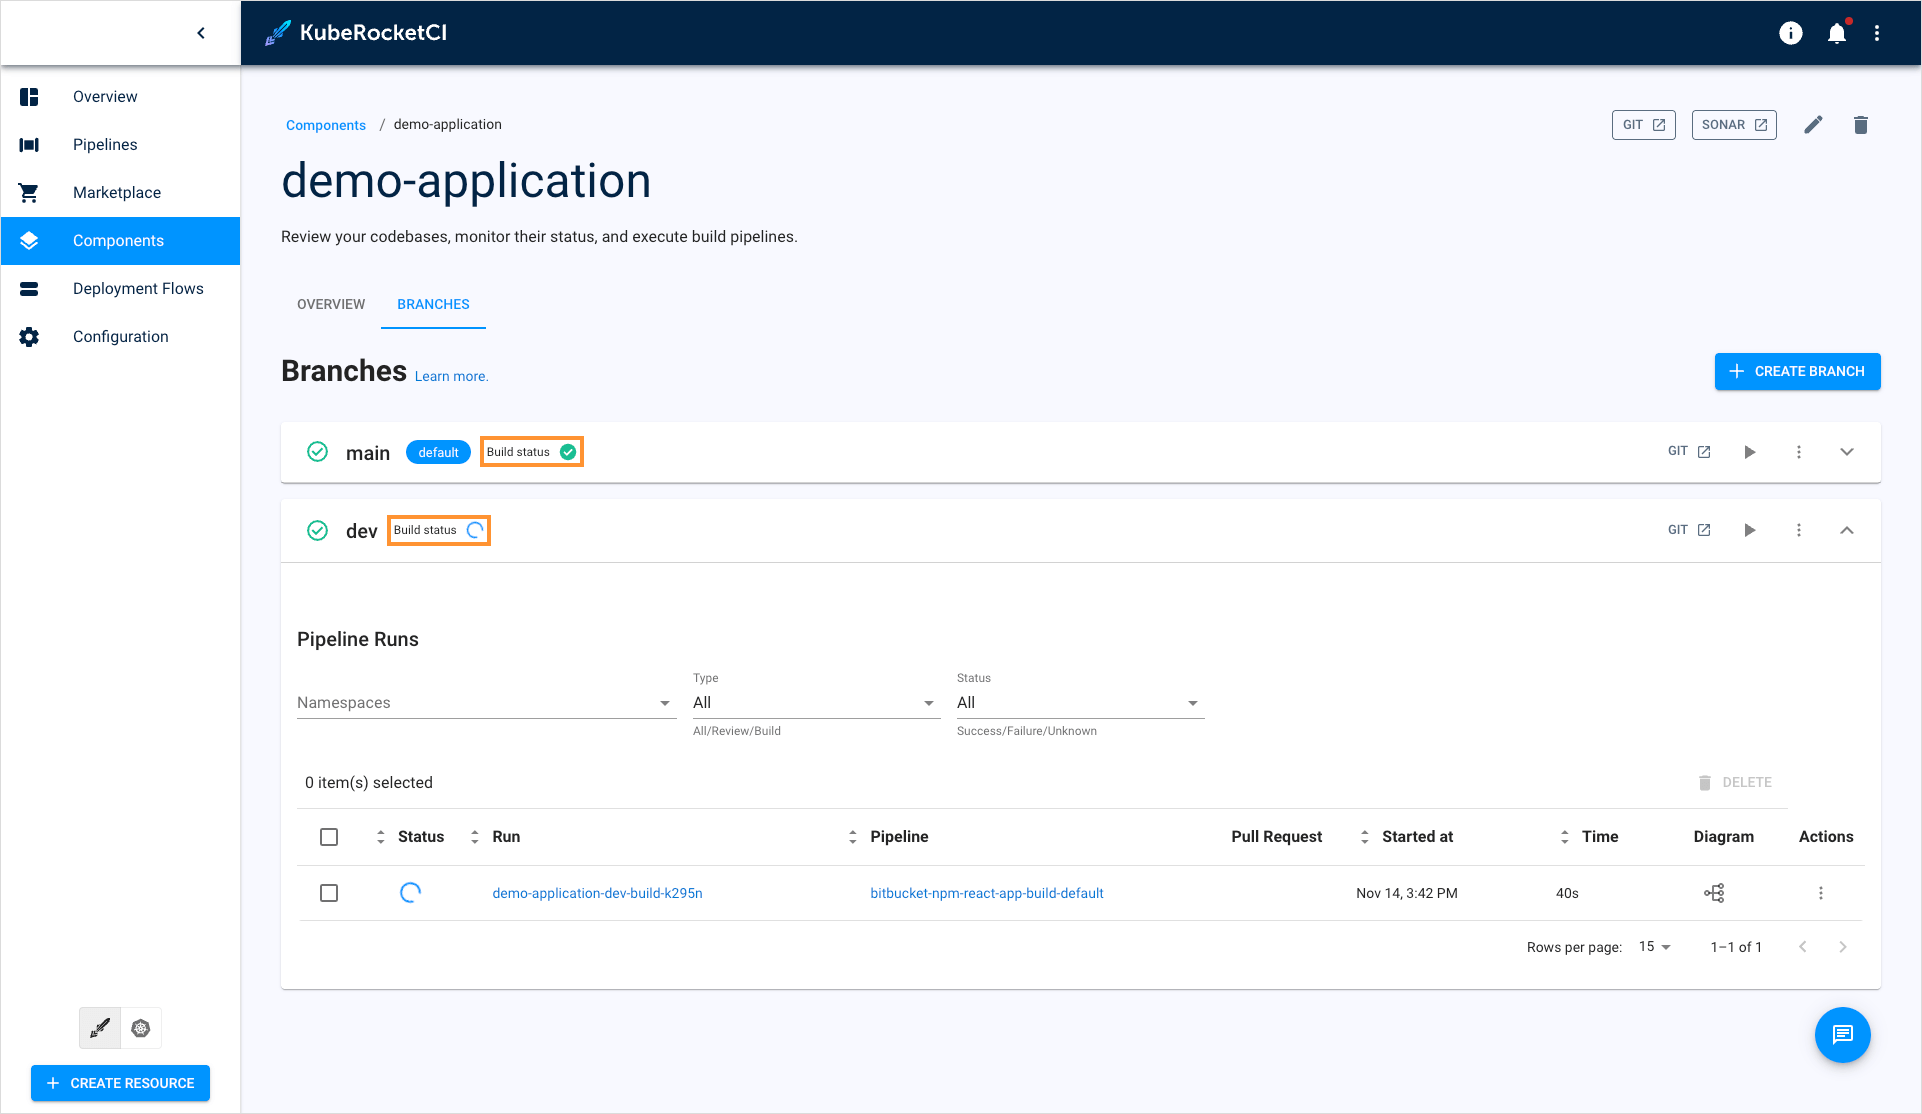 KubeRocketCI
Overview
Pipelines
Marketplace
Components
Deployment Flows
Configuration
CREATE RESOURCE
Components / demo-application
GIT
SONAR
demo-application
Review your codebases, monitor their status, and execute build pipelines.
OVERVIEW
BRANCHES
Branches Learn more.
CREATE BRANCH
main default Build status
GIT
dev Build status
GIT
Pipeline Runs
Namespaces
Type
All
All/Review/Build
Status
All
Success/Failure/Unknown
0 item(s) selected
DELETE
Status Run Pipeline Pull Request Started at Time Diagram Actions
demo-application-dev-build-k295n bitbucket-npm-react-app-build-default Nov 14, 3:42 PM 40s
Rows per page: 15 1–1 of 1